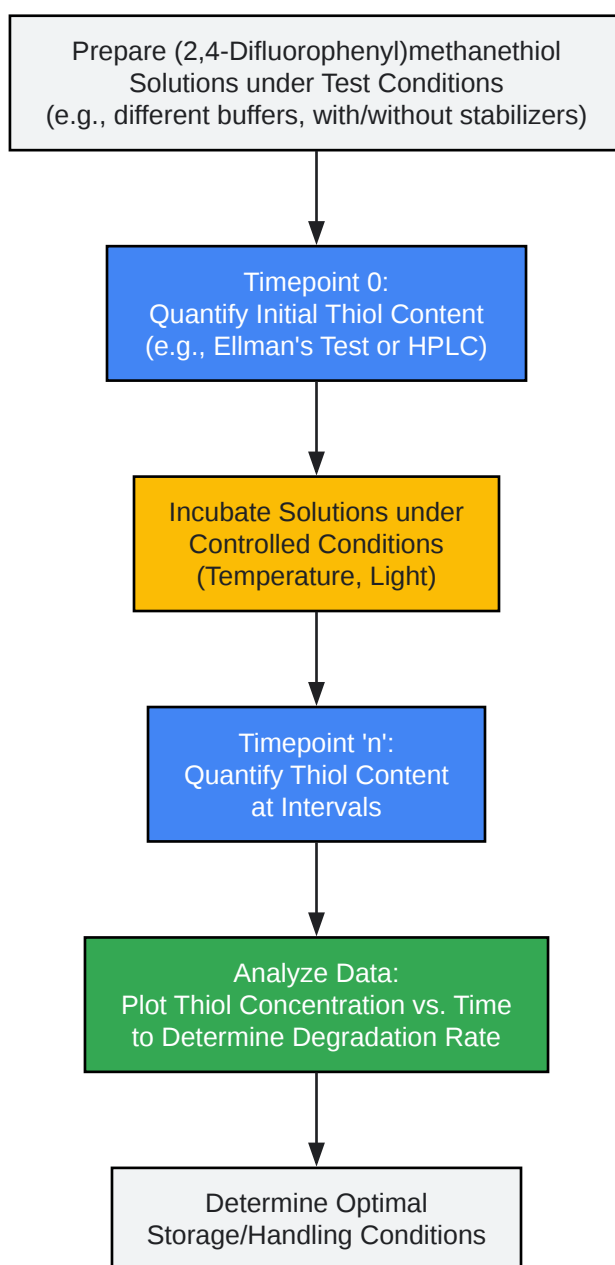 Prepare (2,4-Difluorophenyl)methanethiol
Solutions under Test Conditions
(e.g., different buffers, with/without stabilizers)
Timepoint 0:
Quantify Initial Thiol Content
(e.g., Ellman's Test or HPLC)
Incubate Solutions under
Controlled Conditions
(Temperature, Light)
Timepoint 'n':
Quantify Thiol Content
at Intervals
Analyze Data:
Plot Thiol Concentration vs. Time
to Determine Degradation Rate
Determine Optimal
Storage/Handling Conditions